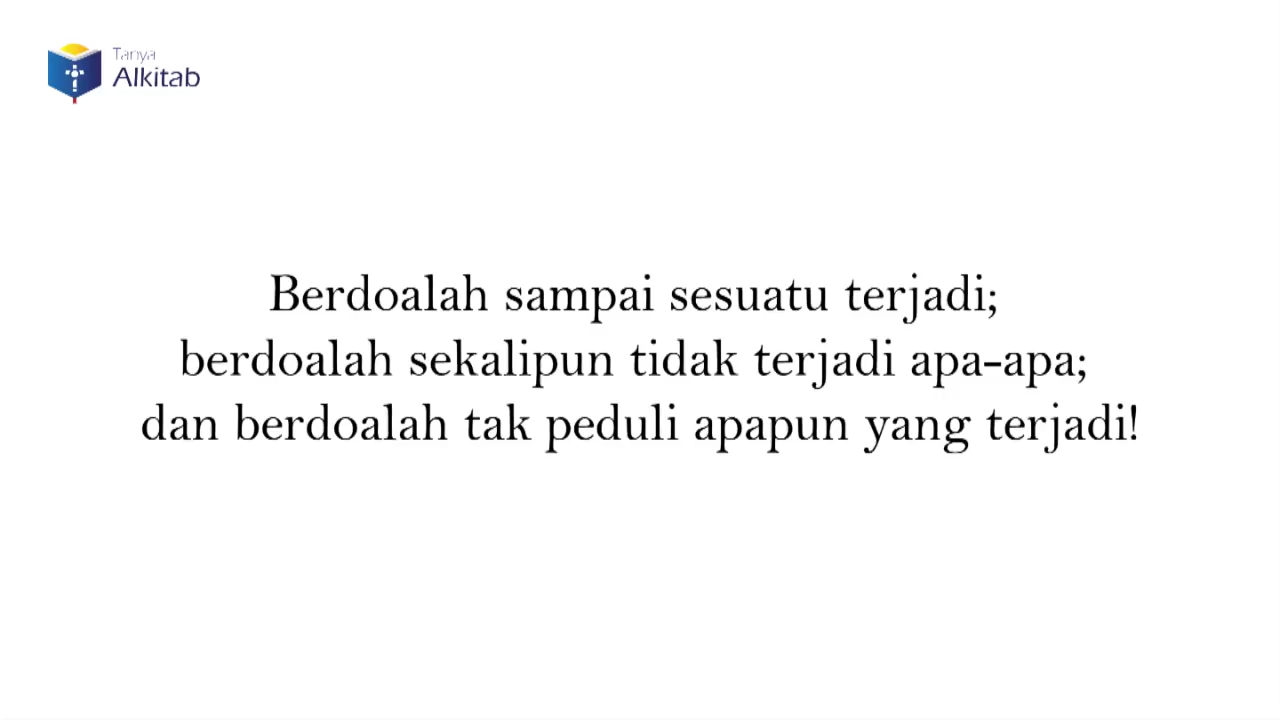 Tanya
Alkitab
Berdoalah sampai sesuatu terjadi;
berdoalah sekalipun tidak terjadi apa-apa;
dan berdoalah tak peduli apapun yang terjadi!